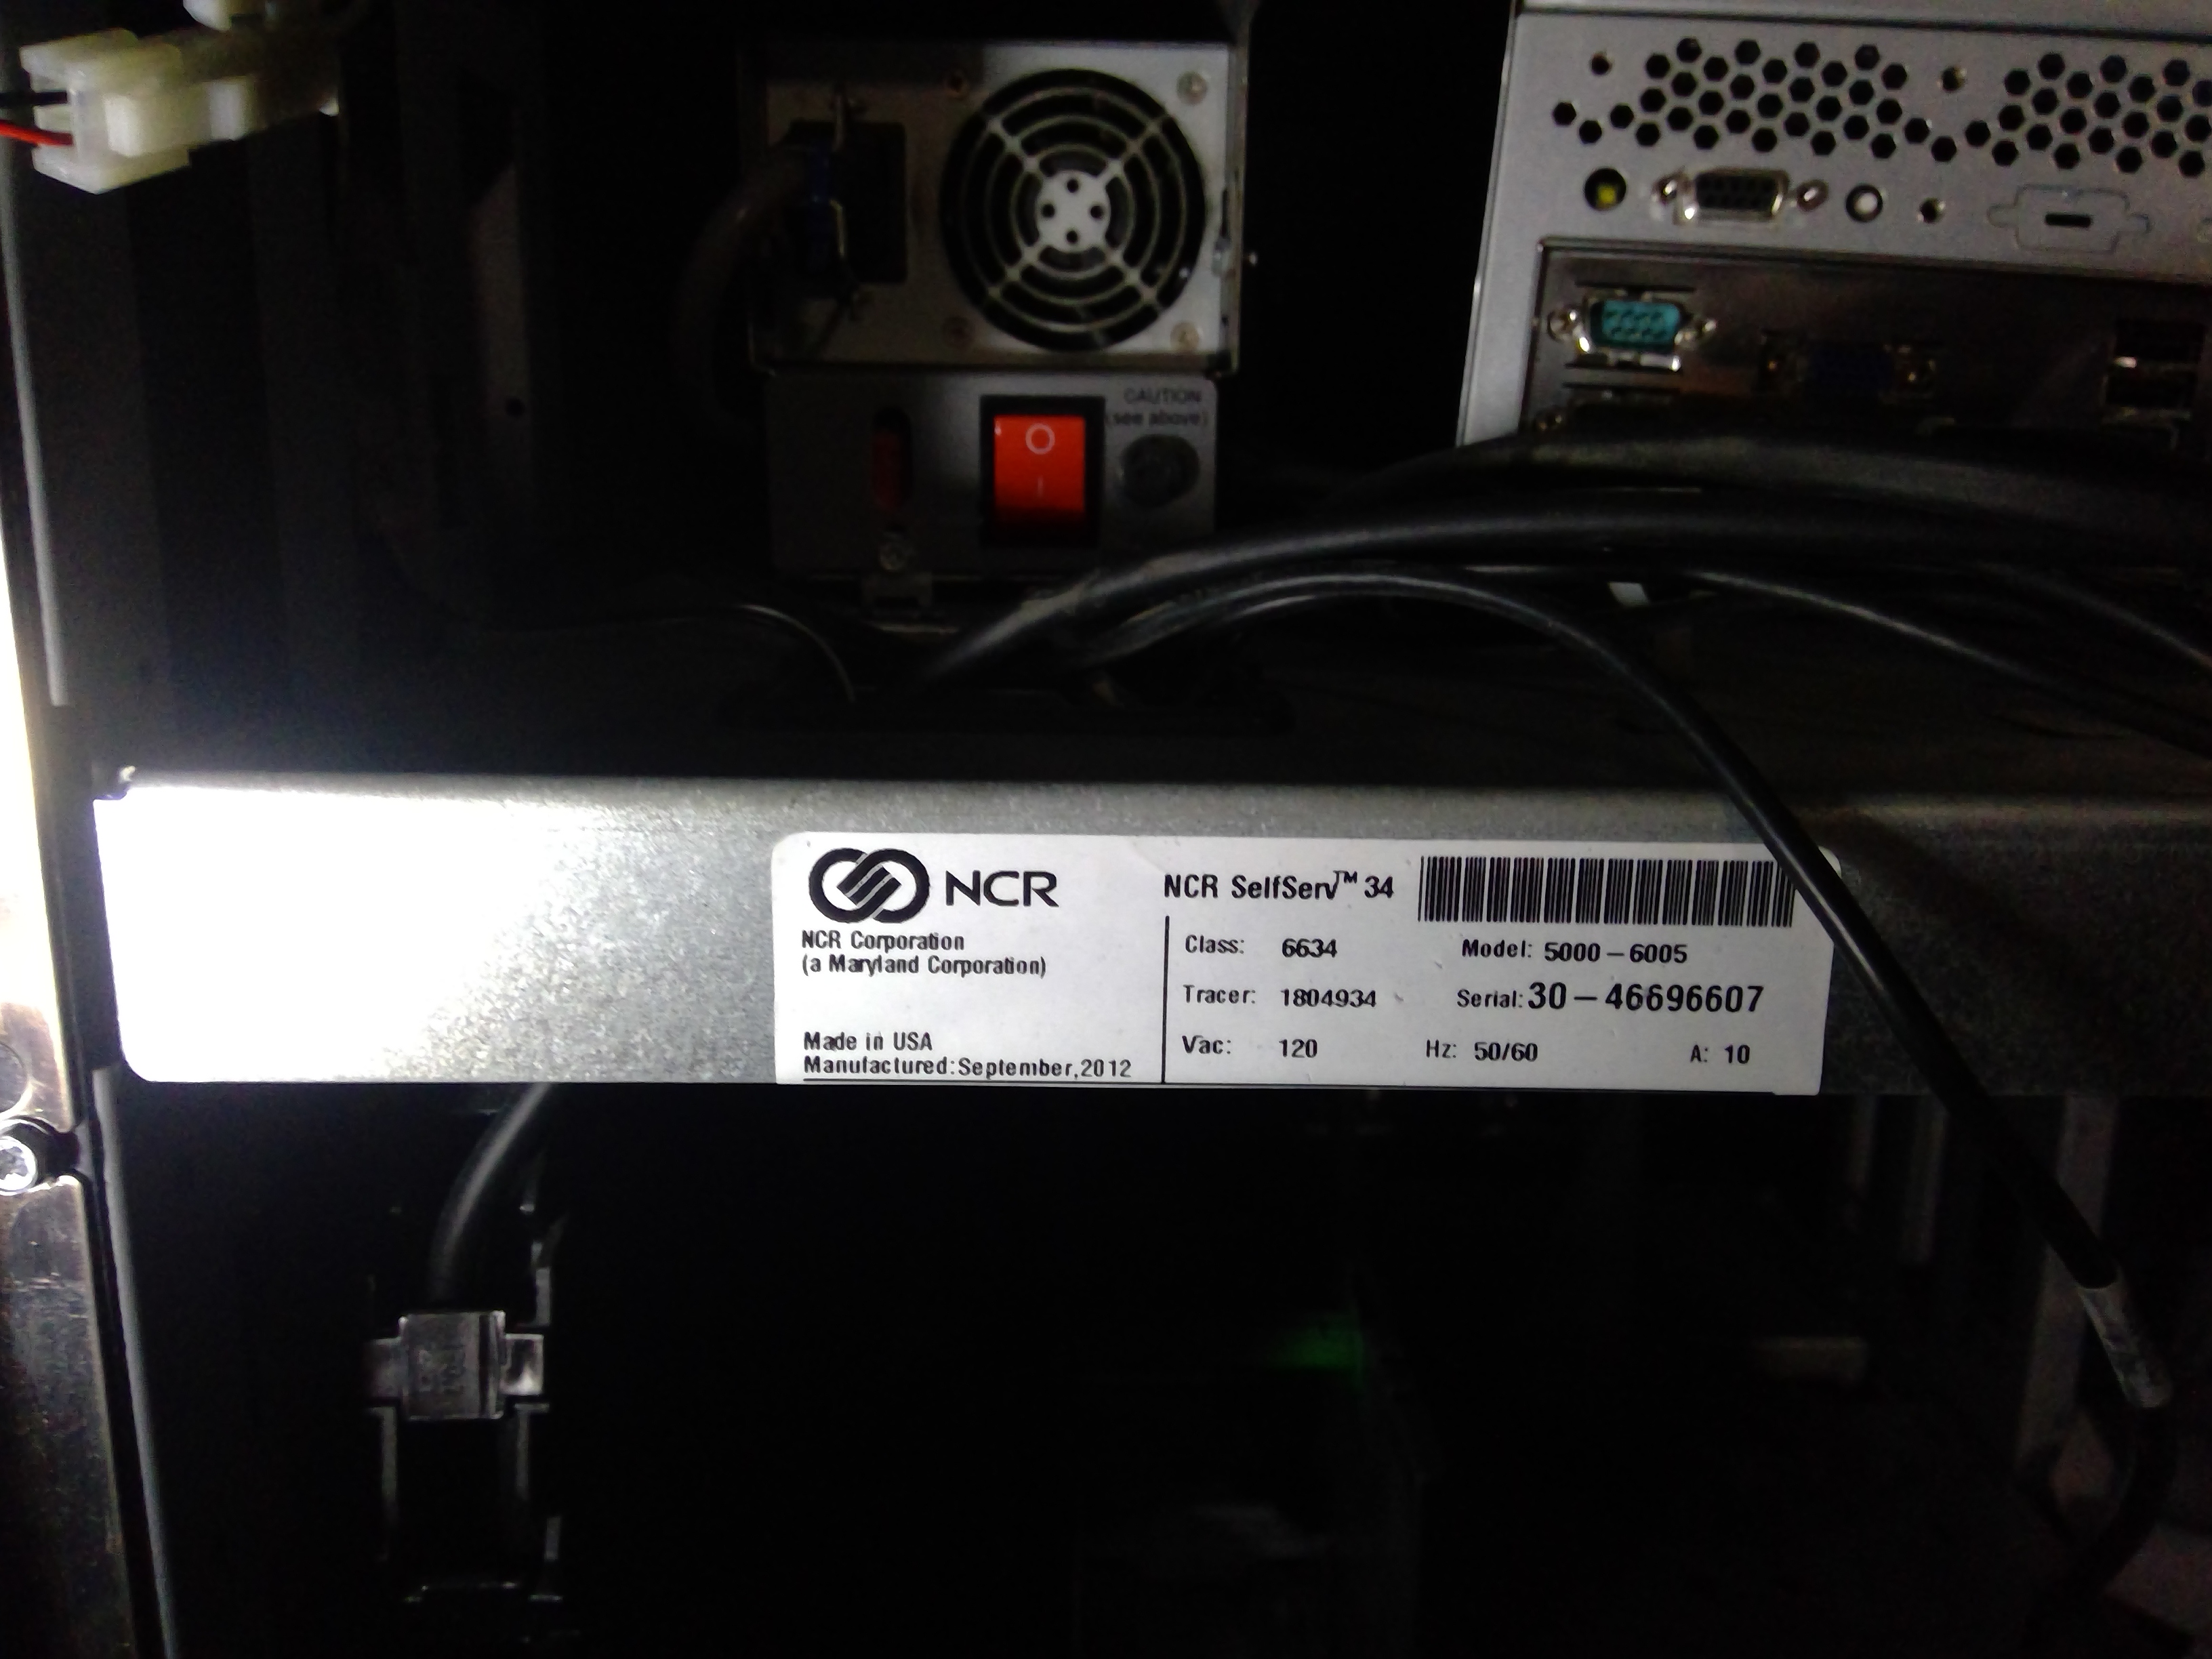 CAUTION
(see above)
O
I
NCR
NCR Corporation
(a Maryland Corporation)
Made in USA
Manufactured: September, 2012
NCR SelfServ™ 34
Class: 6634 Model: 5000-6005
Tracer: 1804934 Serial: 30-46696607
Vac: 120 Hz: 50/60 A: 10